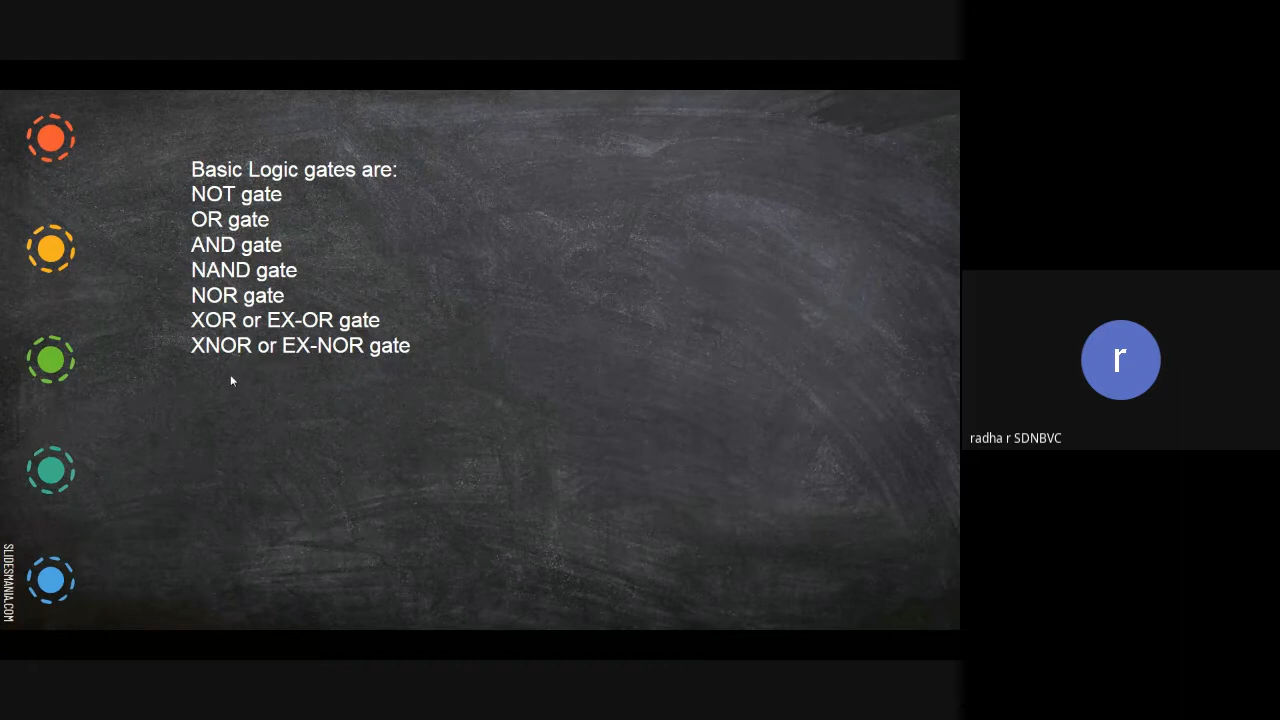 Basic Logic gates are:
NOT gate
OR gate
AND gate
NAND gate
NOR gate
XOR or EX-OR gate
XNOR or EX-NOR gate
SLIDESMANIA.COM
r
radha r SDNBVC